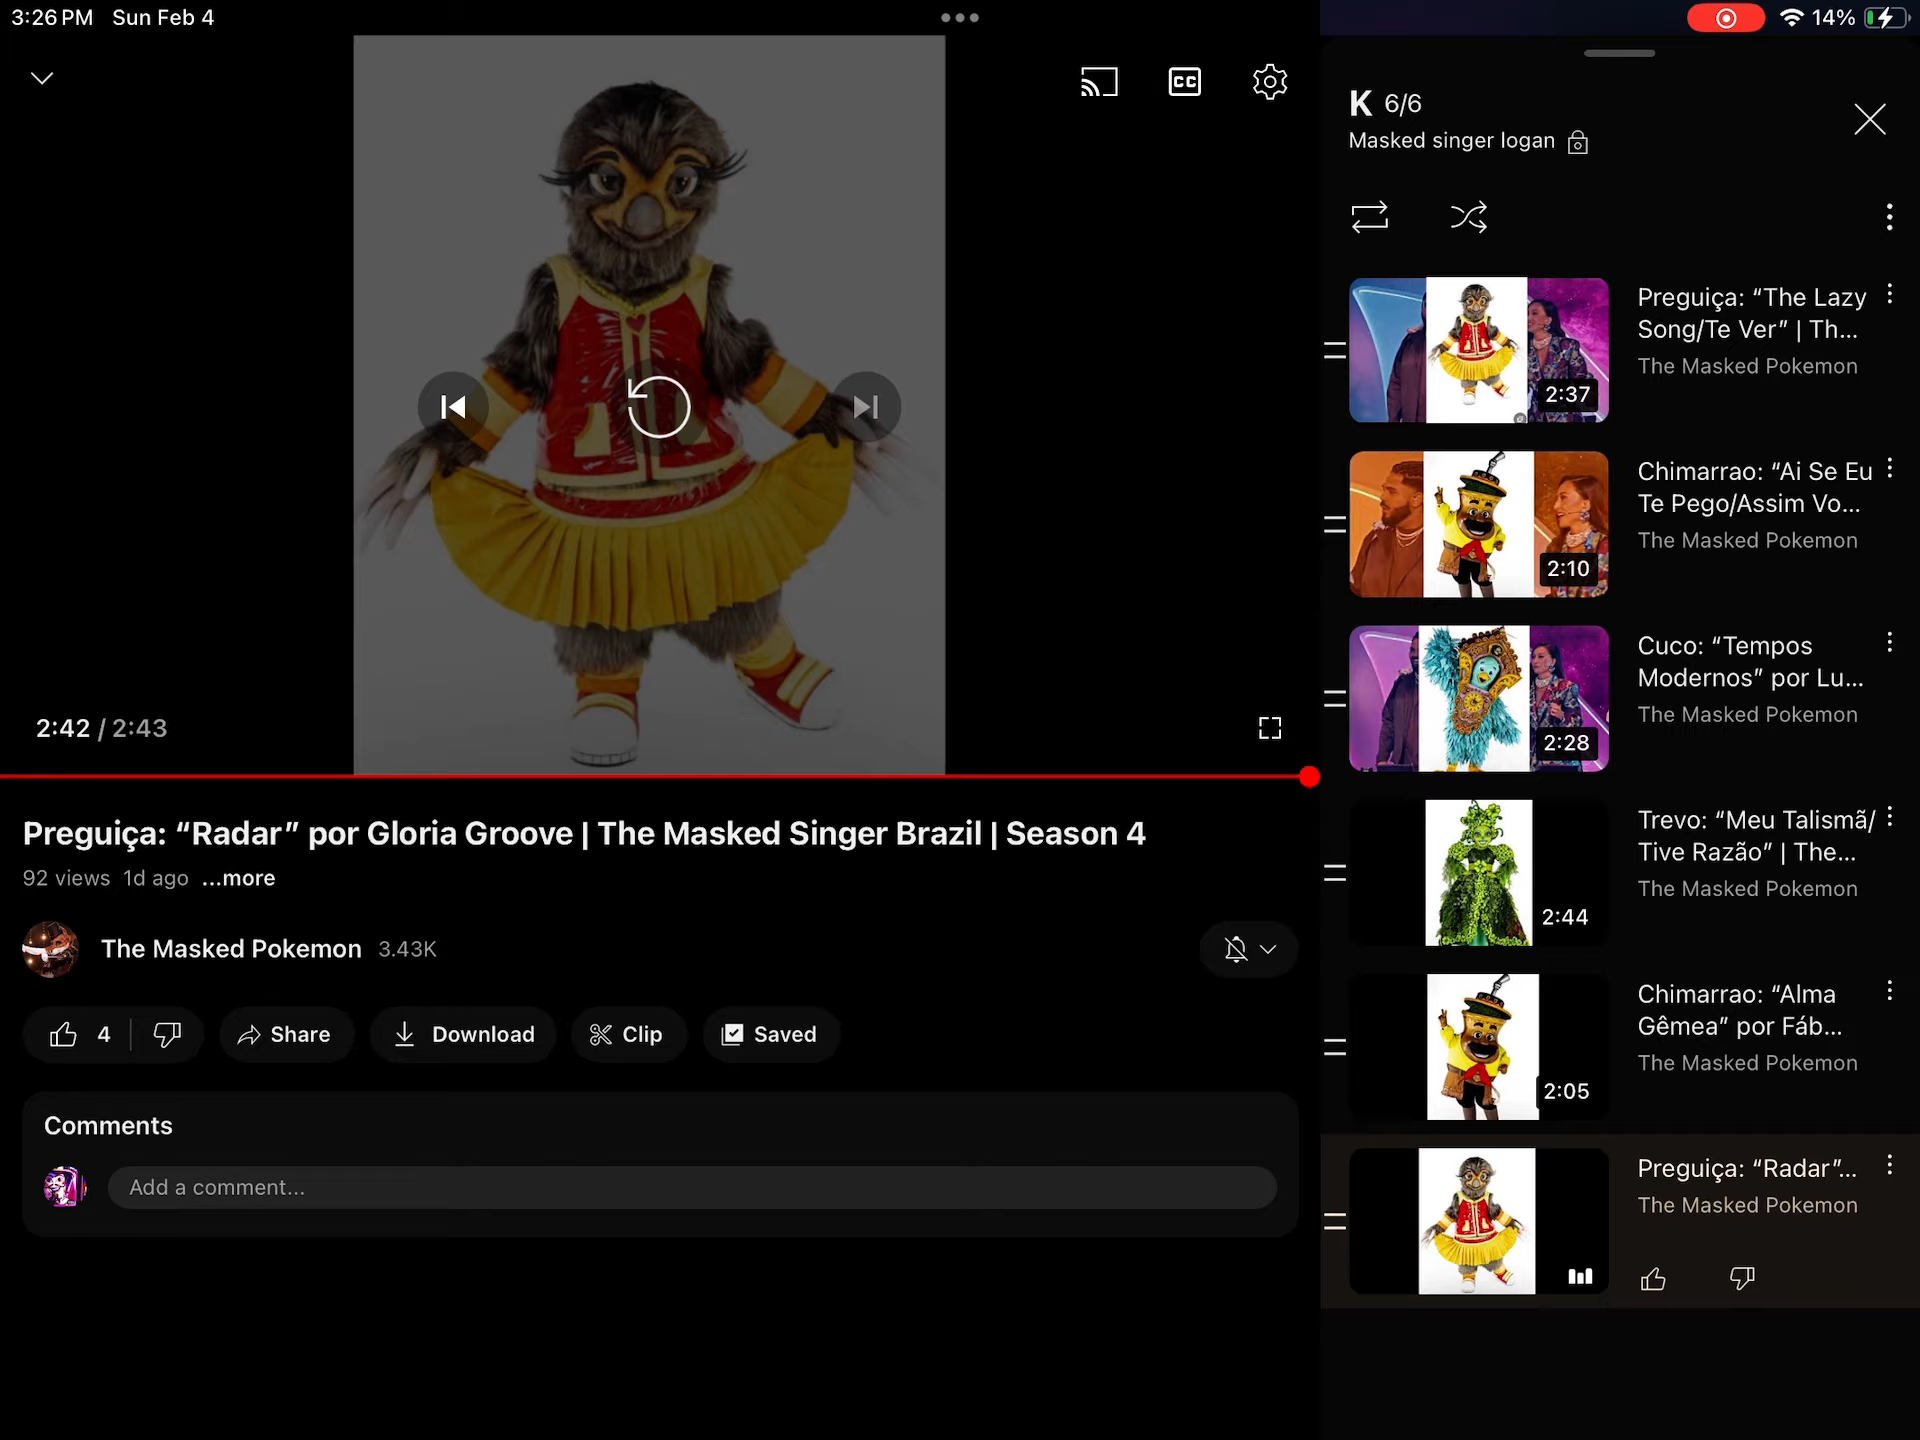 3:26 PM Sun Feb 4
14%
CC
2:42 / 2:43
Preguiça: “Radar” por Gloria Groove | The Masked Singer Brazil | Season 4
92 views 1d ago ...more
The Masked Pokemon 3.43K
4 Share Download Clip Saved
Comments
Add a comment...
K 6/6
Masked singer logan
Preguiça: “The Lazy
Song/Te Ver” | Th...
The Masked Pokemon
2:37
Chimarrao: “Ai Se Eu
Te Pego/Assim Vo...
The Masked Pokemon
2:10
Cuco: “Tempos
Modernos” por Lu...
The Masked Pokemon
2:28
Trevo: “Meu Talismã/
Tive Razão” | The...
The Masked Pokemon
2:44
Chimarrao: “Alma
Gêmea” por Fáb...
The Masked Pokemon
2:05
Preguiça: “Radar”...
The Masked Pokemon